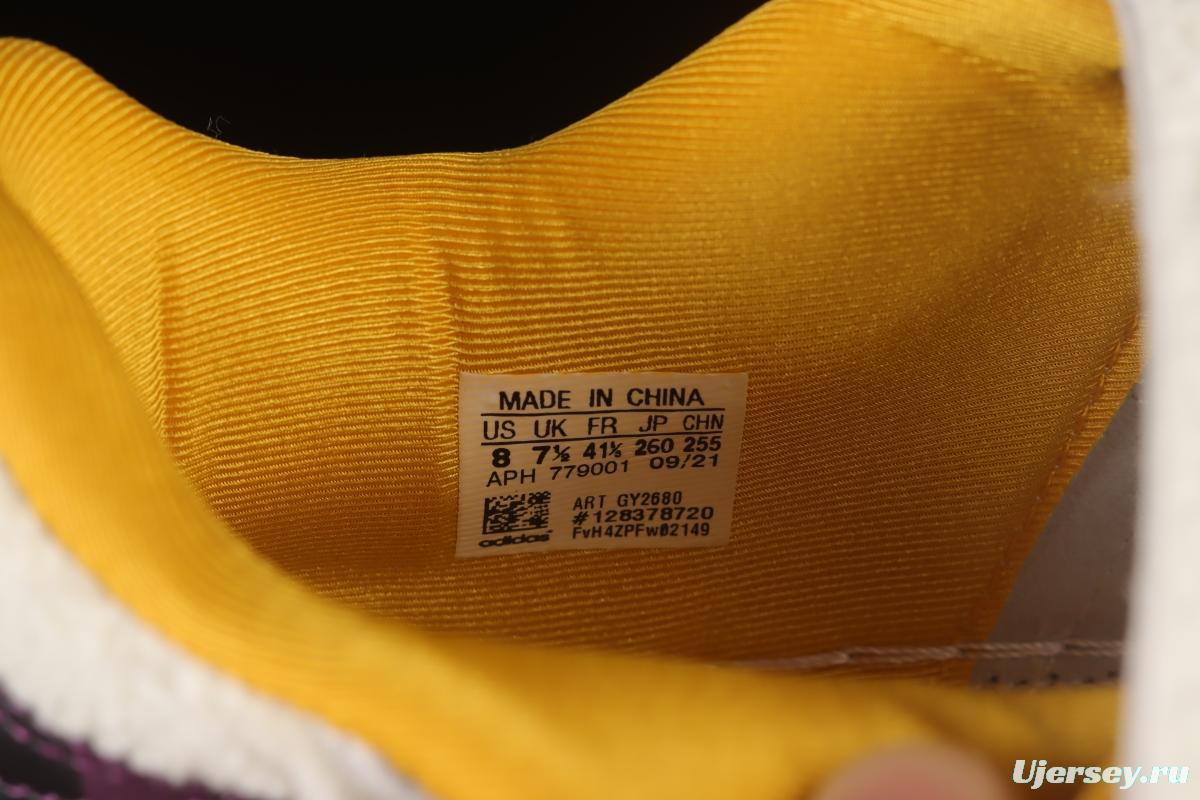 MADE IN CHINA
US UK FR JP CHN
8 7½ 41⅓ 260 255
APH 779001 09/21
ART GY2680
#128378720
FvH4ZPFw02149
adidas
Ujersey.ru